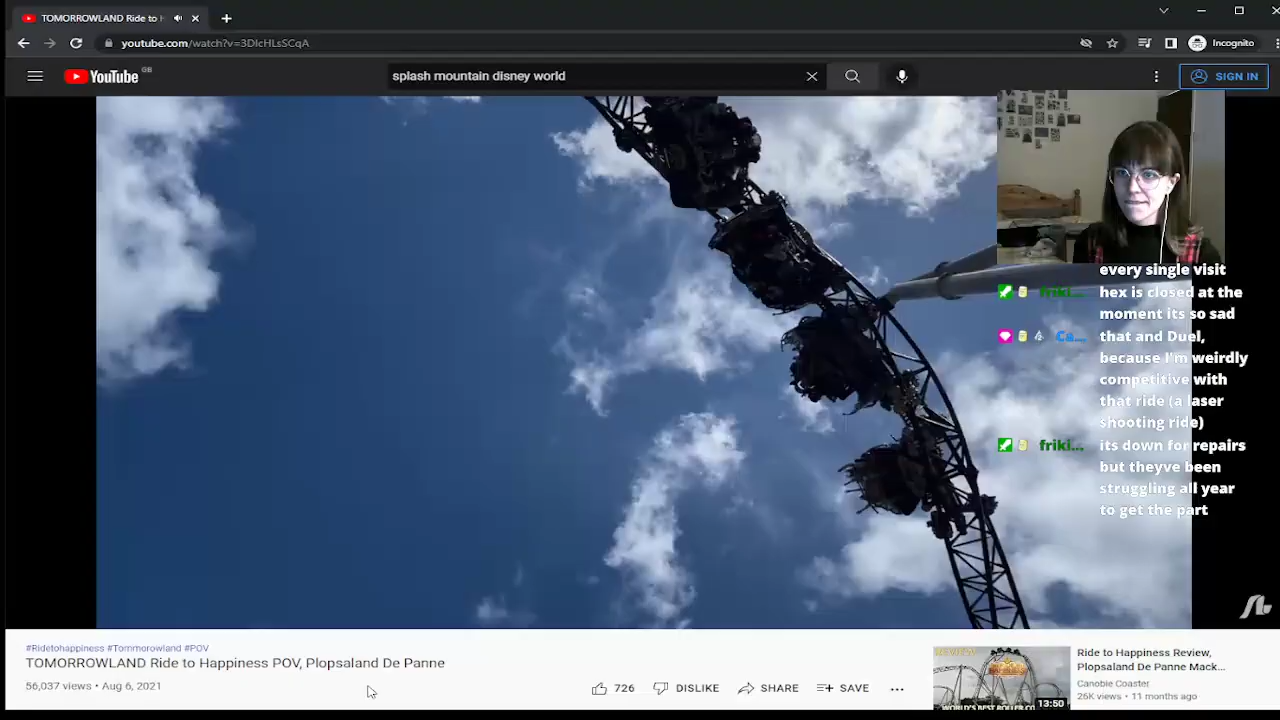 TOMORROWLAND Ride to H
youtube.com/watch?v=3DlcHLsSCqA
Incognito
YouTube GB
splash mountain disney world
SIGN IN
every single visit
friki... hex is closed at the
moment its so sad
Ca... that and Duel,
because I'm weirdly
competitive with
that ride (a laser
shooting ride)
friki... its down for repairs
but theyve been
struggling all year
to get the part
#Ridetohappiness #Tommorowland #POV
TOMORROWLAND Ride to Happiness POV, Plopsaland De Panne
56,037 views • Aug 6, 2021
726
DISLIKE
SHARE
SAVE
13:50
Ride to Happiness Review,
Plopsaland De Panne Mack...
Canobie Coaster
26K views • 11 months ago